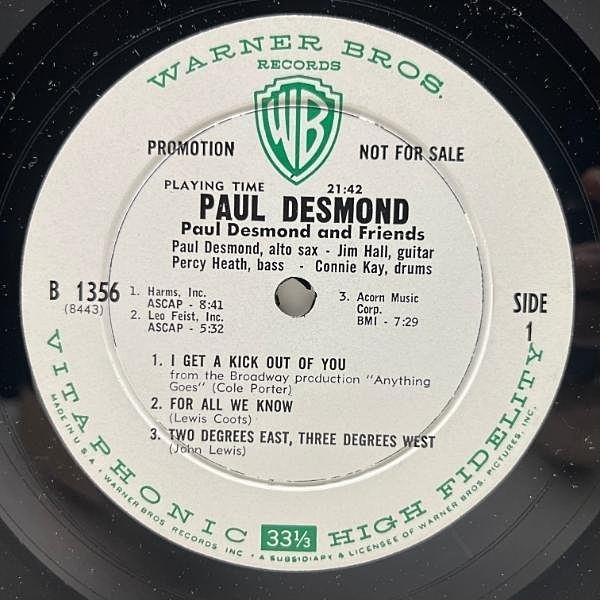 WARNER BROS.
RECORDS
WB
PROMOTION NOT FOR SALE
PLAYING TIME 21:42
PAUL DESMOND
Paul Desmond and Friends
Paul Desmond, alto sax - Jim Hall, guitar
Percy Heath, bass - Connie Kay, drums
B 1356
(8443)
1. Harms, Inc.
ASCAP - 8:41
2. Leo Feist, Inc.
ASCAP - 5:32
3. Acorn Music
Corp.
BMI - 7:29
SIDE
1
1. I GET A KICK OUT OF YOU
from the Broadway production "Anything
Goes" (Cole Porter)
2. FOR ALL WE KNOW
(Lewis Coots)
3. TWO DEGREES EAST, THREE DEGREES WEST
(John Lewis)
VITAPHONIC HIGH FIDELITY
33⅓
MADE IN U.S.A. • WARNER BROS. RECORDS INC. • A SUBSIDIARY & LICENSEE OF WARNER BROS. PICTURES, INC.